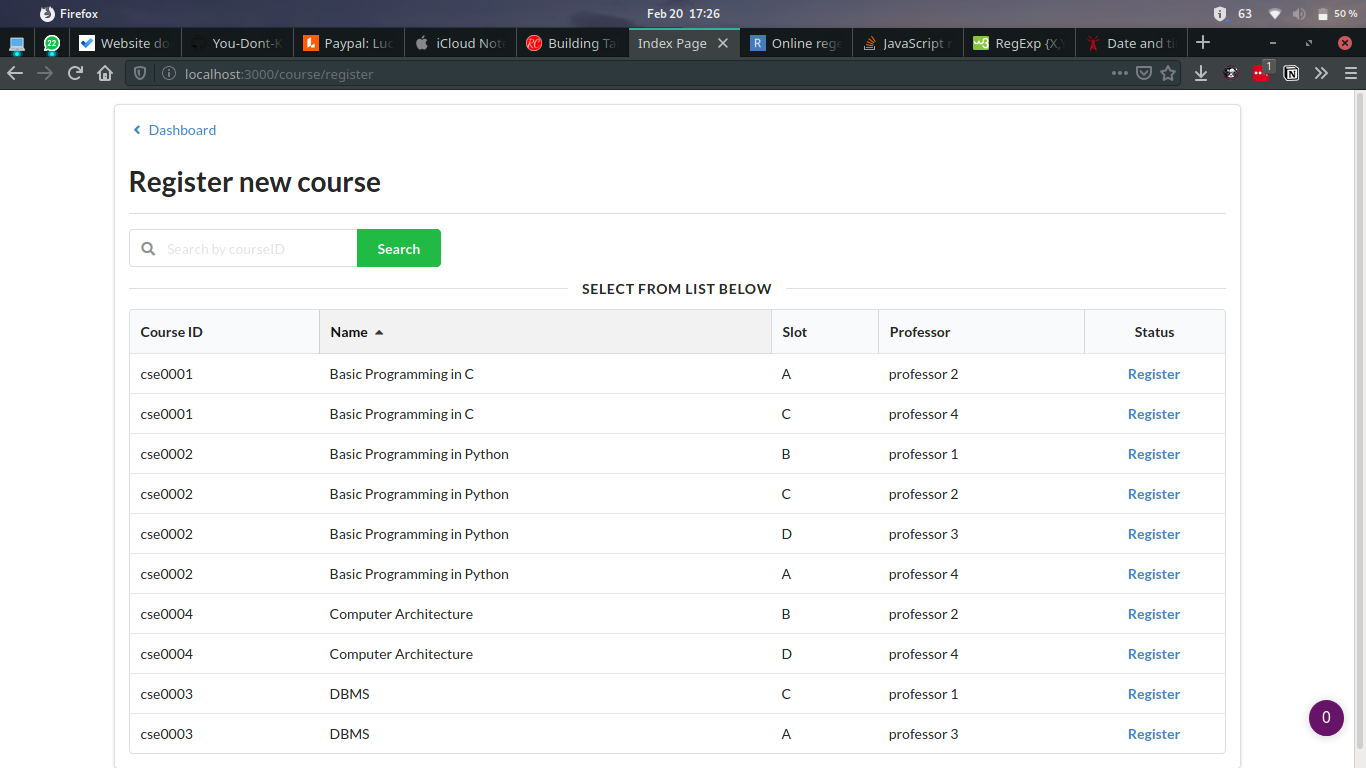 Firefox
Feb 20 17:26
63
50 %
22
Website do
You-Dont-K
Paypal: Luc
iCloud Note
RC
Building Ta
Index Page
R
Online rege
JavaScript r
w3
RegExp {X,Y
Date and ti
localhost:3000/course/register
1
N
Dashboard
Register new course
Search by courseID
Search
SELECT FROM LIST BELOW
Course ID Name Slot Professor Status
cse0001 Basic Programming in C A professor 2 Register
cse0001 Basic Programming in C C professor 4 Register
cse0002 Basic Programming in Python B professor 1 Register
cse0002 Basic Programming in Python C professor 2 Register
cse0002 Basic Programming in Python D professor 3 Register
cse0002 Basic Programming in Python A professor 4 Register
cse0004 Computer Architecture B professor 2 Register
cse0004 Computer Architecture D professor 4 Register
cse0003 DBMS C professor 1 Register
cse0003 DBMS A professor 3 Register
0